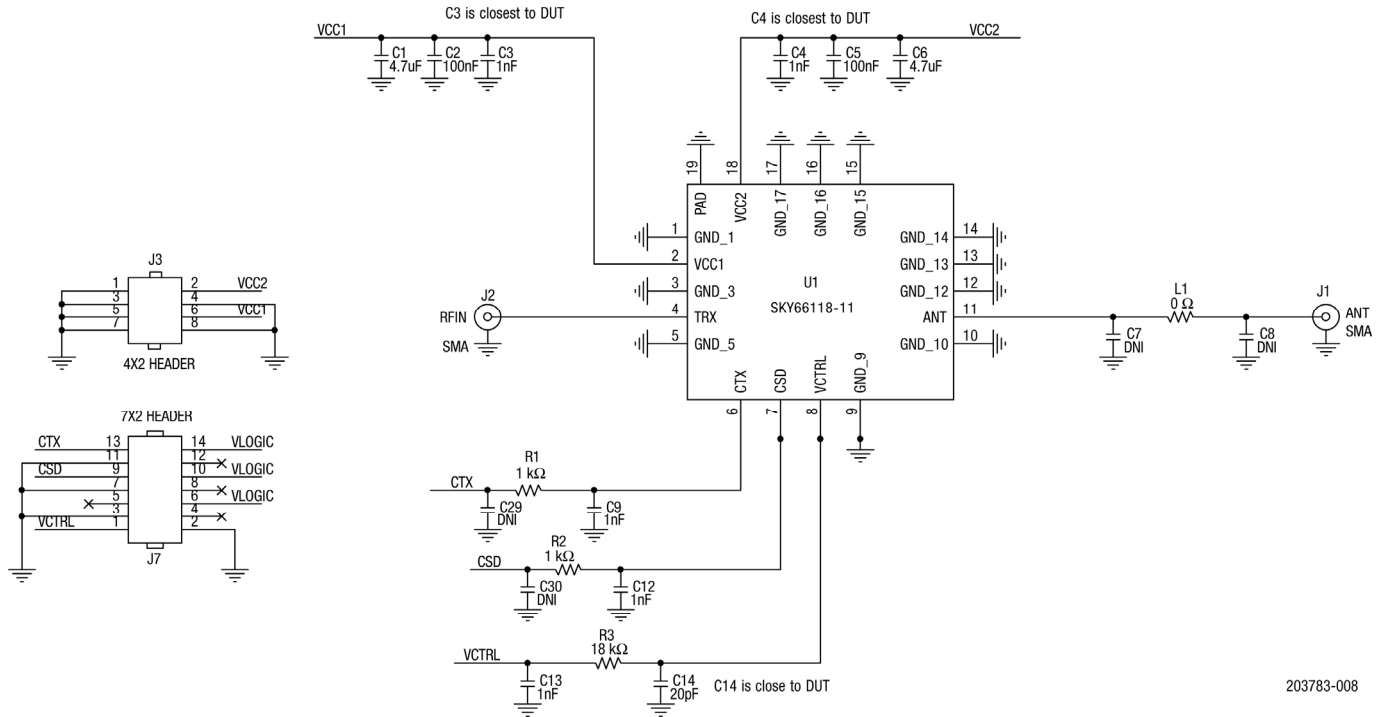 C3 is closest to DUT
VCC1
C1
4.7uF
C2
100nF
C3
1nF
C4 is closest to DUT
VCC2
C4
1nF
C5
100nF
C6
4.7uF
19
18
17
16
15
PAD
VCC2
GND_17
GND_16
GND_15
1
GND_1
2
VCC1
3
GND_3
4
TRX
5
GND_5
U1
SKY66118-11
GND_14
14
GND_13
13
GND_12
12
ANT
11
GND_10
10
CTX
CSD
VCTRL
GND_9
6
7
8
9
J2
RFIN
SMA
L1
0 Ω
C7
DNI
C8
DNI
J1
ANT
SMA
J3
1
2
VCC2
3
4
5
6
VCC1
7
8
4X2 HEADER
7X2 HEADER
CTX
13
14
VLOGIC
11
12
CSD
9
10
VLOGIC
7
8
5
6
VLOGIC
3
4
VCTRL
1
2
J7
CTX
R1
1 kΩ
C29
DNI
C9
1nF
CSD
R2
1 kΩ
C30
DNI
C12
1nF
VCTRL
R3
18 kΩ
C13
1nF
C14
20pF
C14 is close to DUT
203783-008